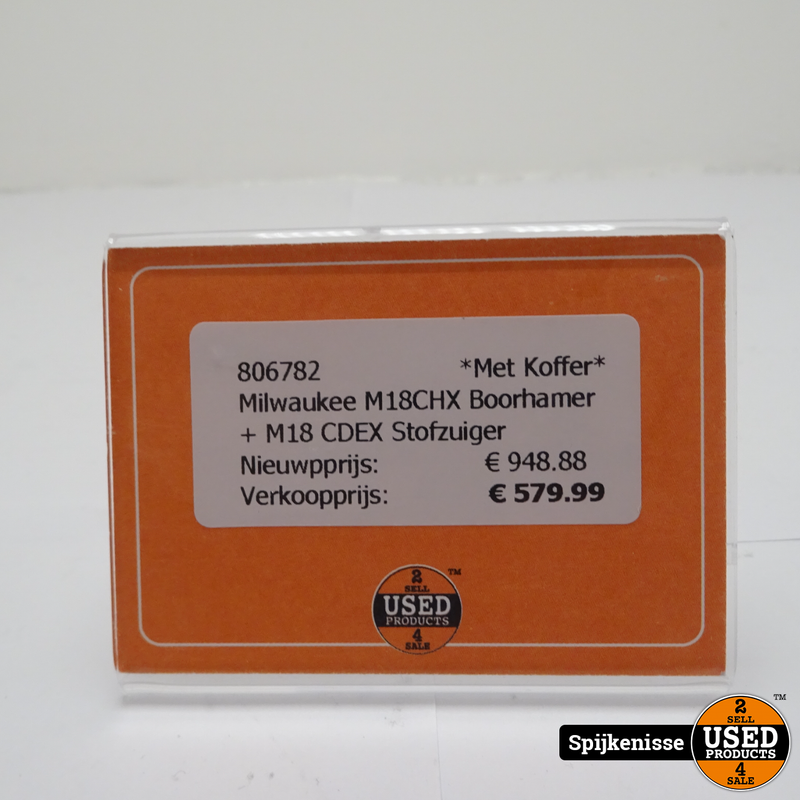 806782 *Met Koffer*
Milwaukee M18CHX Boorhamer
+ M18 CDEX Stofzuiger
Nieuwpprijs: € 948.88
Verkoopprijs: € 579.99
2 TM
SELL
USED
PRODUCTS
4
SALE
Spijkenisse
2 TM
SELL
USED
PRODUCTS
4
SALE